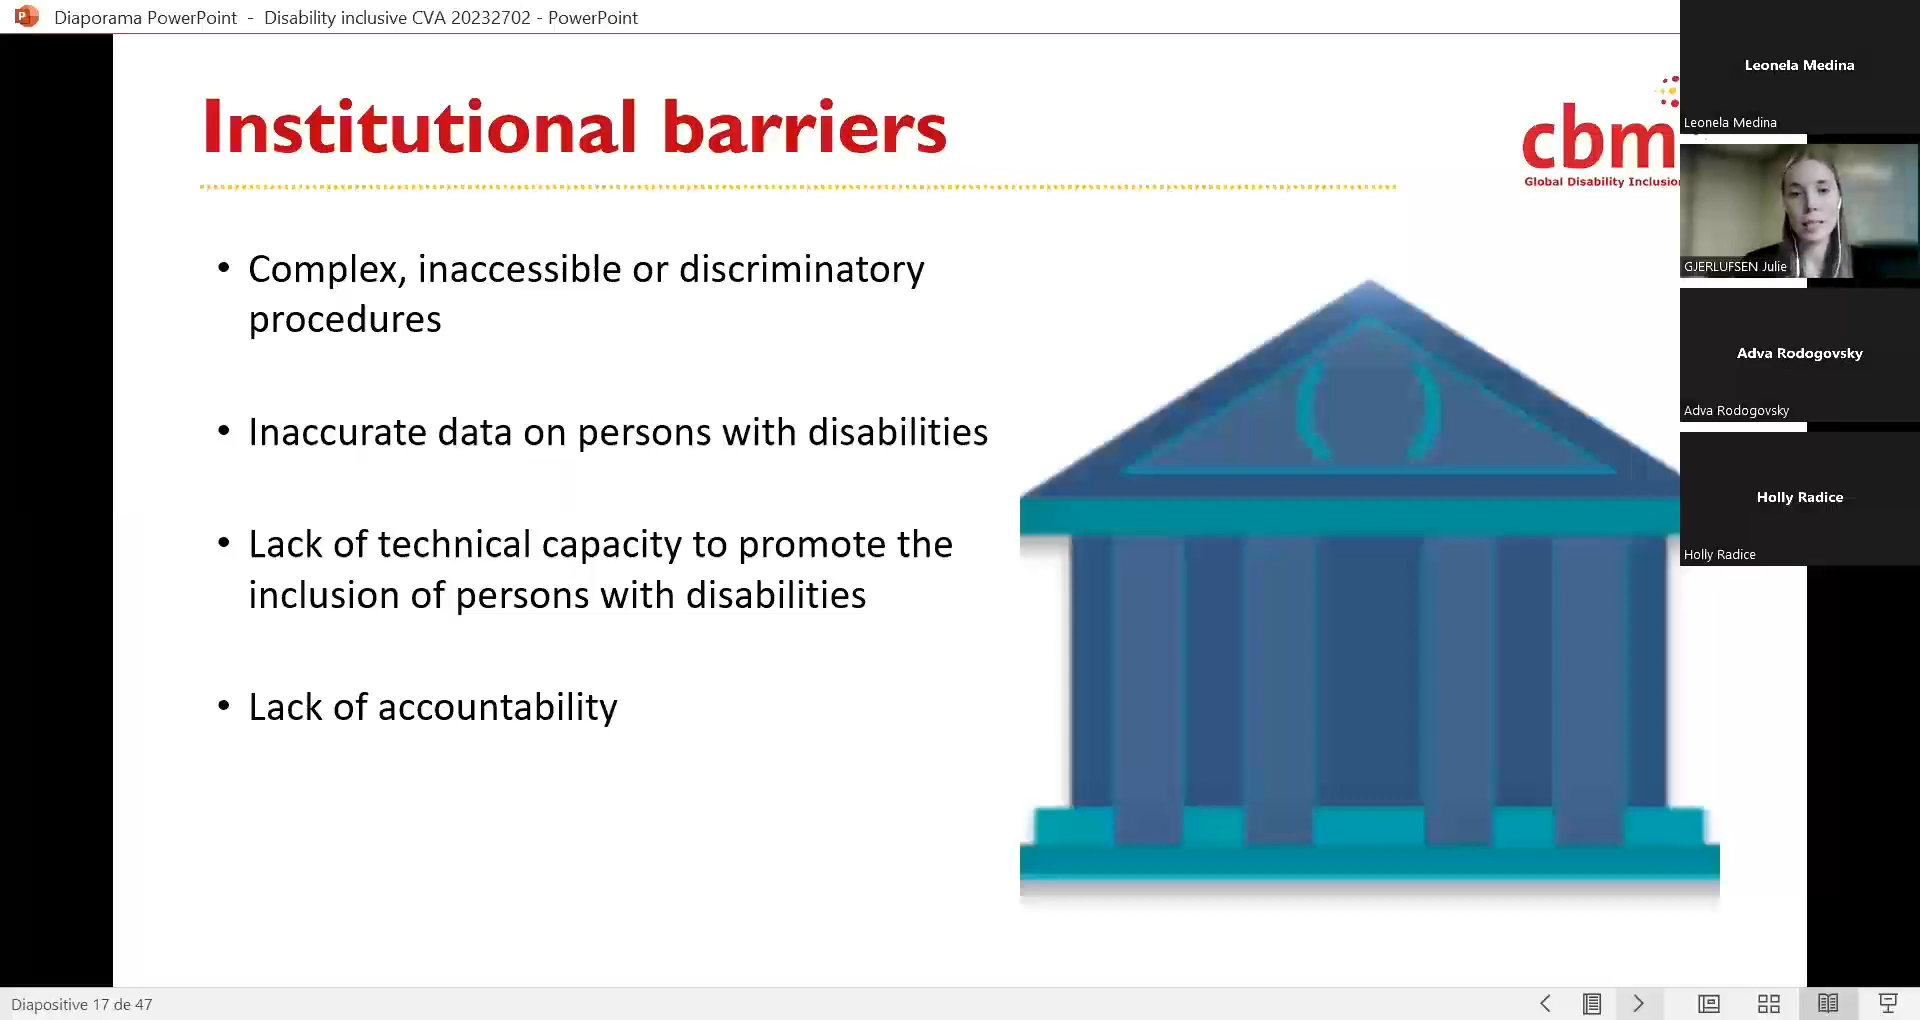 Diaporama PowerPoint - Disability inclusive CVA 20232702 - PowerPoint
Institutional barriers
cbm
Global Disability Inclusion
• Complex, inaccessible or discriminatory
procedures
• Inaccurate data on persons with disabilities
• Lack of technical capacity to promote the
inclusion of persons with disabilities
• Lack of accountability
Leonela Medina
Leonela Medina
GJERLUFSEN Julie
Adva Rodogovsky
Adva Rodogovsky
Holly Radice
Holly Radice
Diapositive 17 de 47